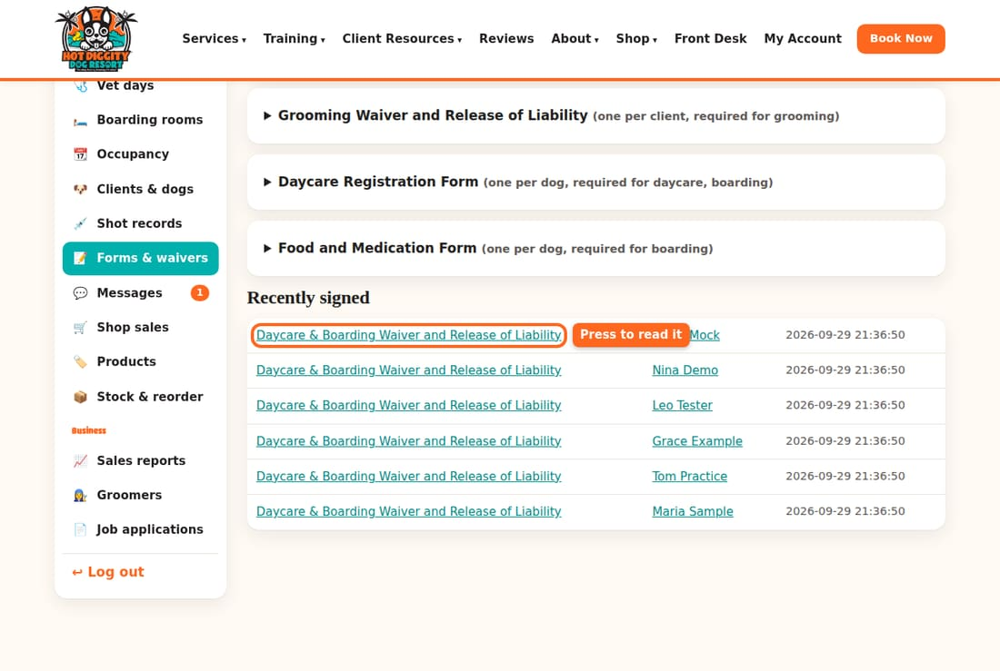 HOT DIGGITY
DOG RESORT
Services ▾
Training ▾
Client Resources ▾
Reviews
About ▾
Shop ▾
Front Desk
My Account
Book Now
Vet days
Boarding rooms
Occupancy
Clients & dogs
Shot records
Forms & waivers
Messages 1
Shop sales
Products
Stock & reorder
Business
Sales reports
Groomers
Job applications
↩ Log out
▶ Grooming Waiver and Release of Liability (one per client, required for grooming)
▶ Daycare Registration Form (one per dog, required for daycare, boarding)
▶ Food and Medication Form (one per dog, required for boarding)
Recently signed
Daycare & Boarding Waiver and Release of Liability Press to read it Mock 2026-09-29 21:36:50
Daycare & Boarding Waiver and Release of Liability Nina Demo 2026-09-29 21:36:50
Daycare & Boarding Waiver and Release of Liability Leo Tester 2026-09-29 21:36:50
Daycare & Boarding Waiver and Release of Liability Grace Example 2026-09-29 21:36:50
Daycare & Boarding Waiver and Release of Liability Tom Practice 2026-09-29 21:36:50
Daycare & Boarding Waiver and Release of Liability Maria Sample 2026-09-29 21:36:50